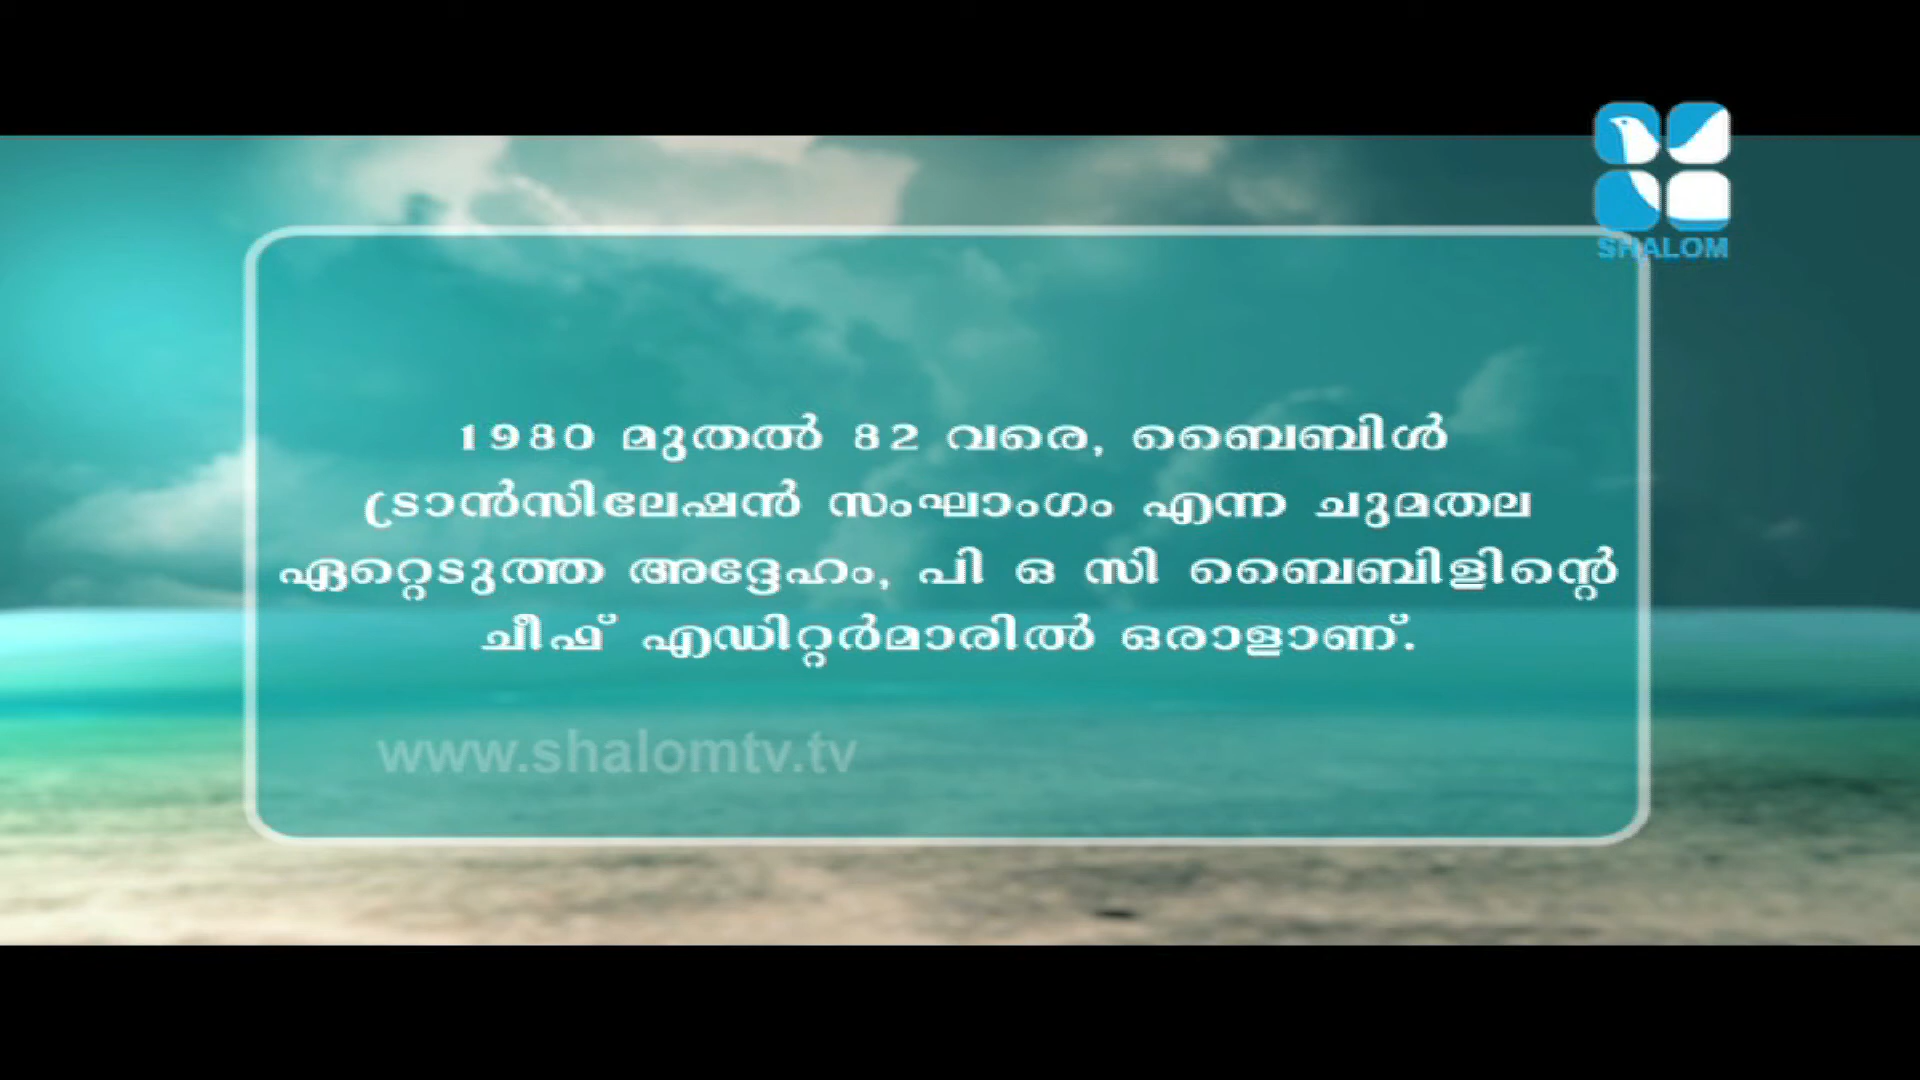 SHALOM
1980 മുതൽ 82 വരെ, ബൈബിൾ
ട്രാൻസിലേഷൻ സംഘാംഗം എന്ന ചുമതല
ഏറ്റെടുത്ത അദ്ദേഹം, പി ഒ സി ബൈബിളിന്റെ
ചീഫ് എഡിറ്റർമാരിൽ ഒരാളാണ്.
www.shalomtv.tv